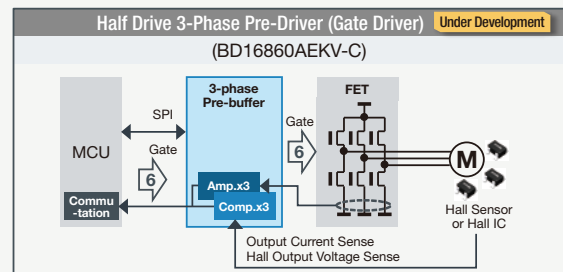 Half Drive 3-Phase Pre-Driver (Gate Driver)
Under Development
(BD16860AEKV-C)
3-phase
Pre-buffer
FET
SPI
Gate
Gate
MCU
6
6
M
Amp.x3
Commu
-tation
Comp.x3
Hall Sensor
or Hall IC
Output Current Sense
Hall Output Voltage Sense